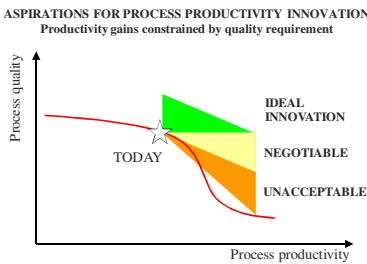 ASPIRATIONS FOR PROCESS PRODUCTIVITY INNOVATION
Productivity gains constrained by quality requirement
Process quality
IDEAL
INNOVATION
TODAY
NEGOTIABLE
UNACCEPTABLE
Process productivity